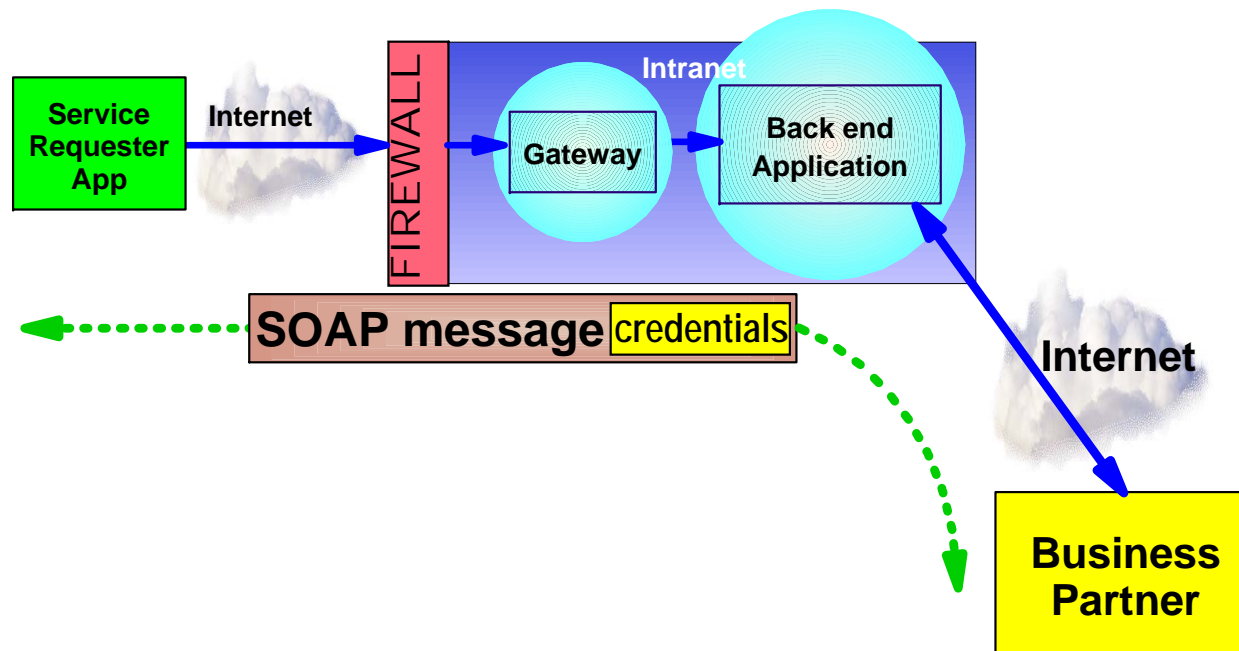 Service
Requester
App
Internet
FIREWALL
Intranet
Gateway
Back end
Application
SOAP message credentials
Internet
Business
Partner